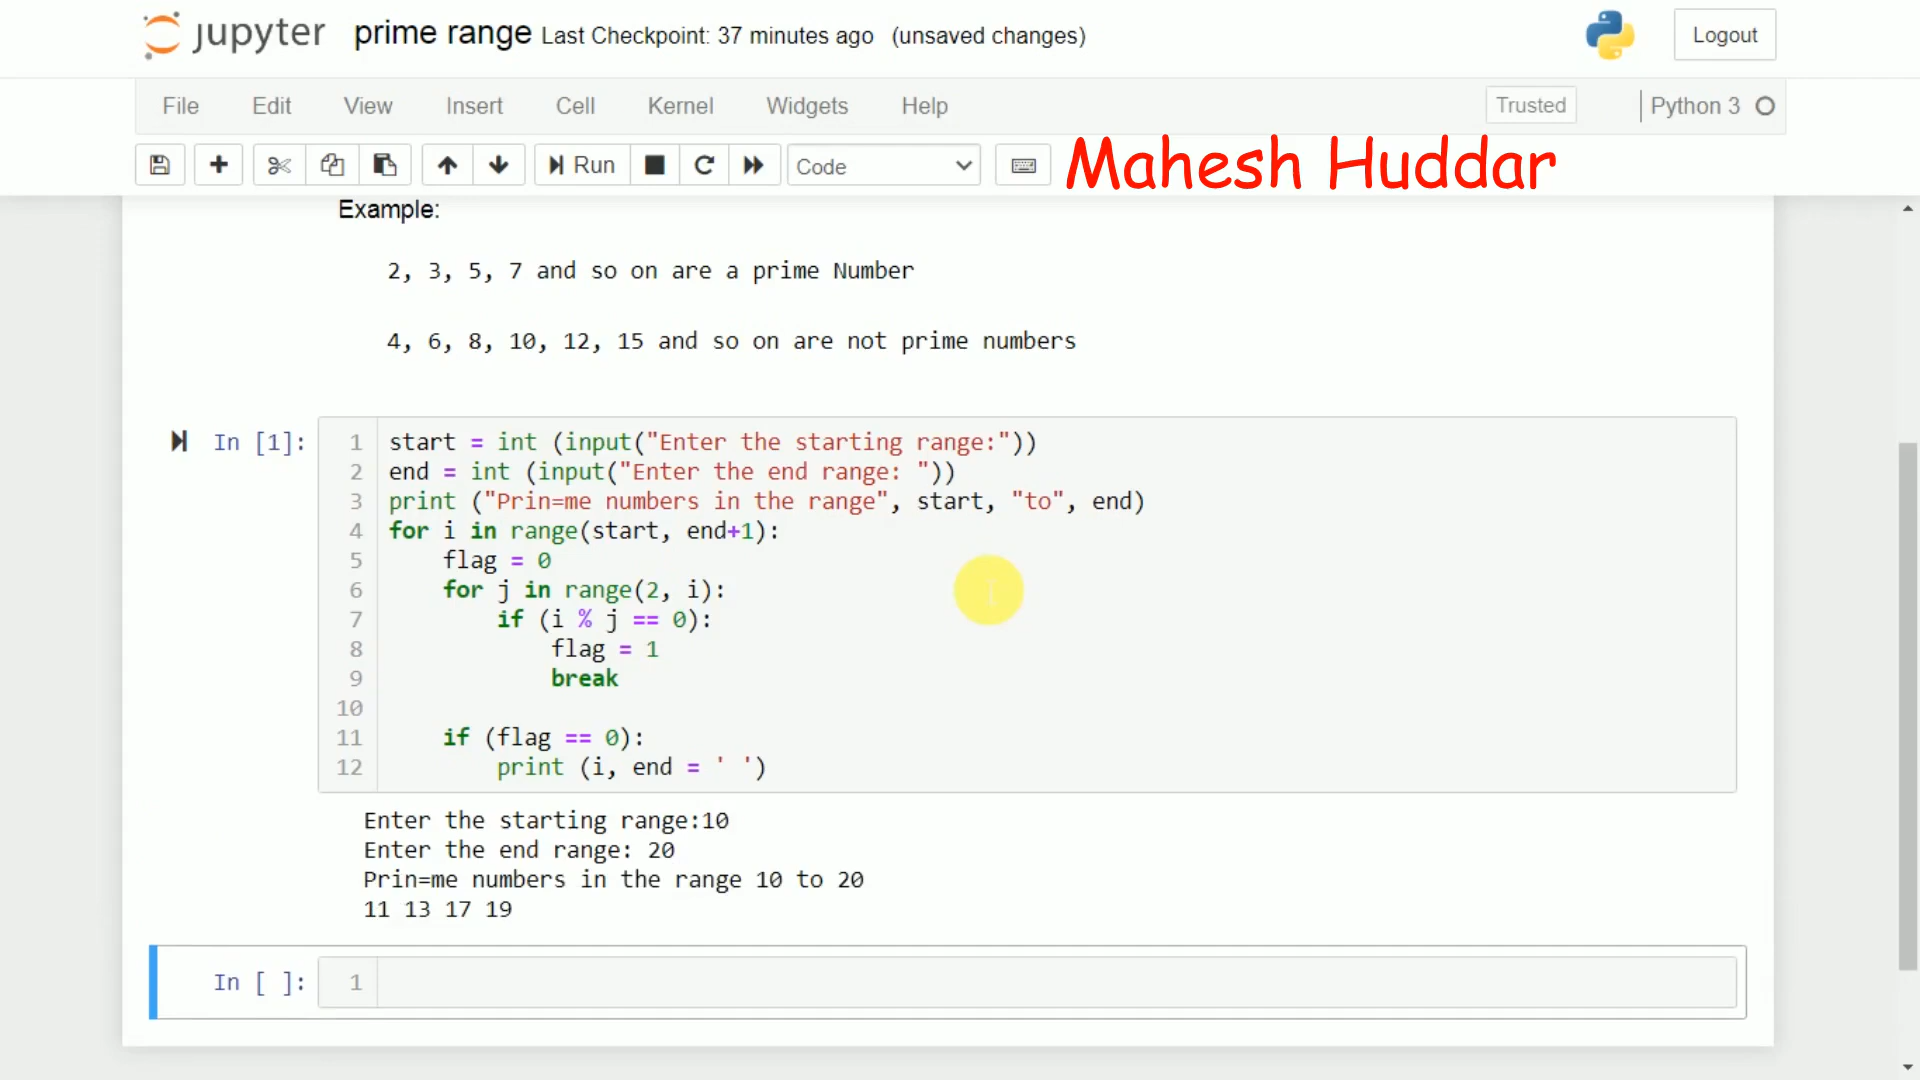 jupyter prime range Last Checkpoint: 37 minutes ago (unsaved changes) Logout
File Edit View Insert Cell Kernel Widgets Help Trusted Python 3
Run Code Mahesh Huddar
Example:
2, 3, 5, 7 and so on are a prime Number
4, 6, 8, 10, 12, 15 and so on are not prime numbers
In [1]: 1 start = int (input("Enter the starting range:"))
2 end = int (input("Enter the end range: "))
3 print ("Prin=me numbers in the range", start, "to", end)
4 for i in range(start, end+1):
5 flag = 0
6 for j in range(2, i):
7 if (i % j == 0):
8 flag = 1
9 break
10
11 if (flag == 0):
12 print (i, end = ' ')
Enter the starting range:10
Enter the end range: 20
Prin=me numbers in the range 10 to 20
11 13 17 19
In [ ]: 1